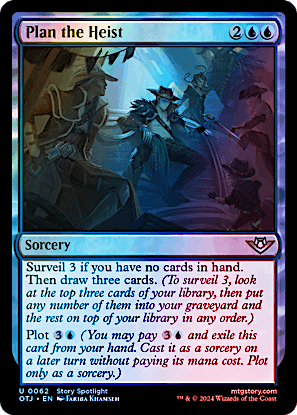 Plan the Heist 2
Sorcery
Surveil 3 if you have no cards in hand.
Then draw three cards. (To surveil 3, look
at the top three cards of your library, then put
any number of them into your graveyard and
the rest on top of your library in any order.)
Plot 3 (You may pay 3 and exile this
card from your hand. Cast it as a sorcery on
a later turn without paying its mana cost. Plot
only as a sorcery.)
U 0062 Story Spotlight mtgstory.com
OTJ • EN Fariba Khamseh ™ & © 2024 Wizards of the Coast